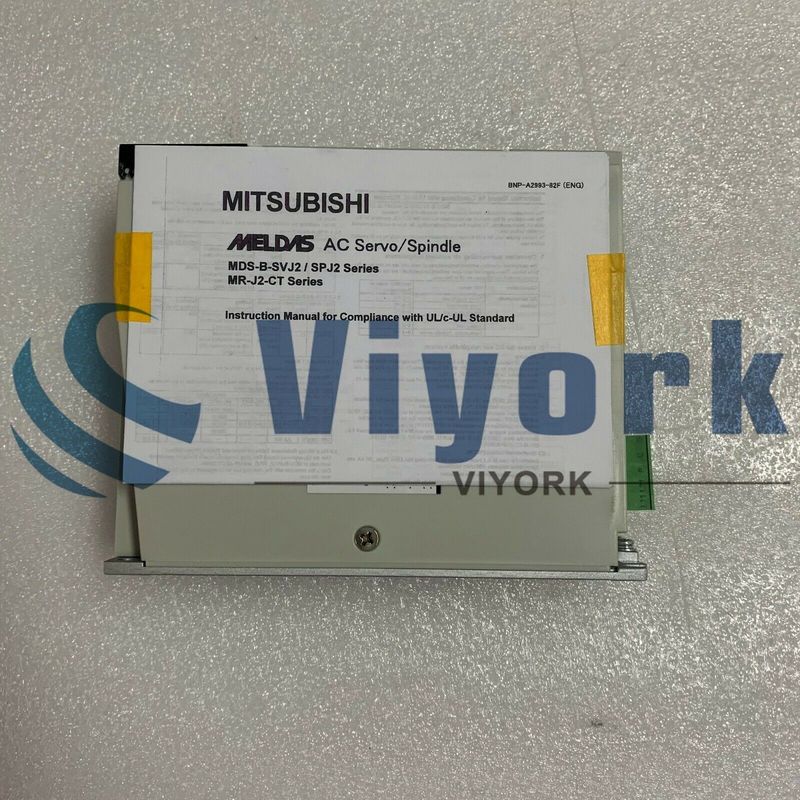 BNP-A2993-82F (ENG)
MITSUBISHI
MELDAS AC Servo/Spindle
MDS-B-SVJ2 / SPJ2 Series
MR-J2-CT Series
Instruction Manual for Compliance with UL/c-UL Standard
Viyork
VIYORK